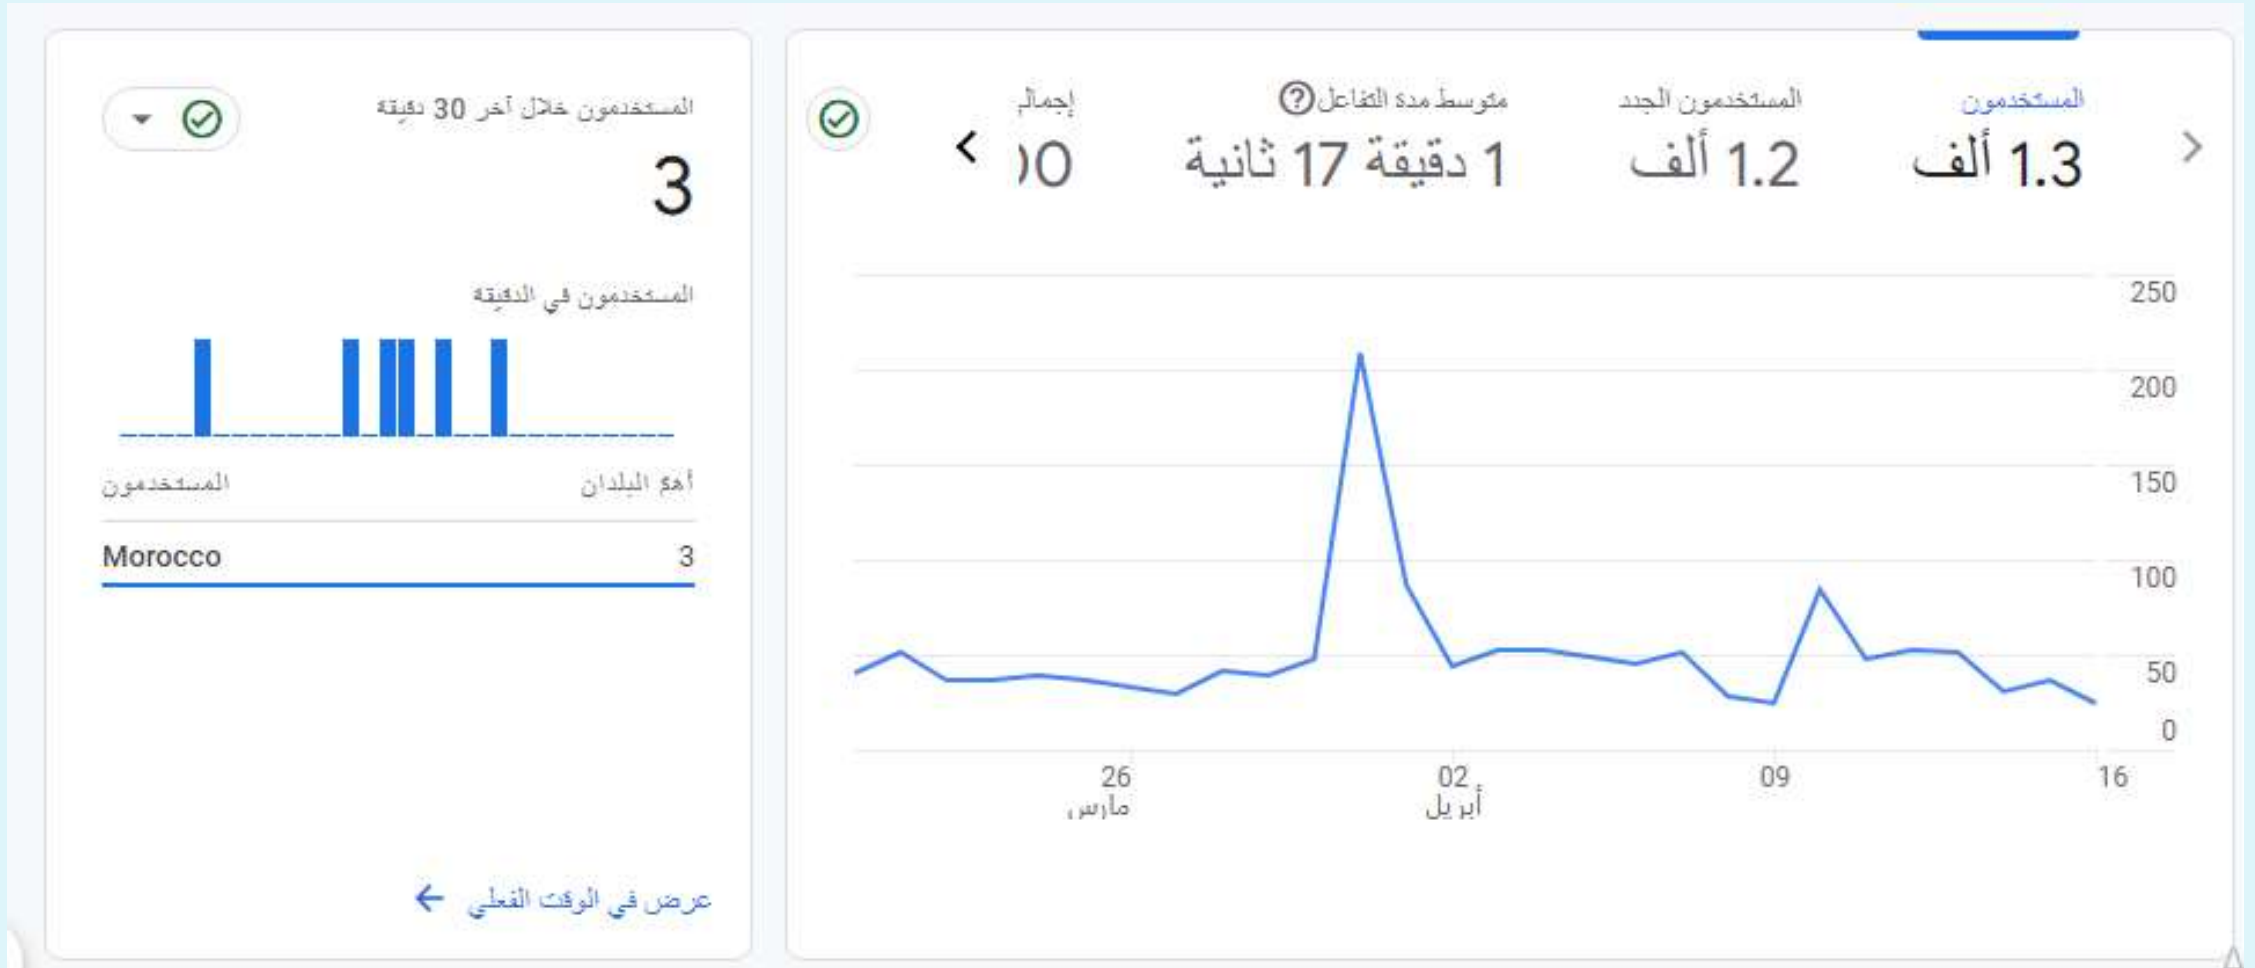 المستخدمون
1.3 ألف
المستخدمون الجدد
1.2 ألف
متوسط مدة التفاعل
1 دقيقة 17 ثانية
250
200
150
100
50
0
26
مارس
02
أبريل
09
16
المستخدمون خلال آخر 30 دقيقة
3
المستخدمون في الدقيقة
أهمّ البلدان المستخدمون
Morocco 3
عرض في الوقت الفعلي